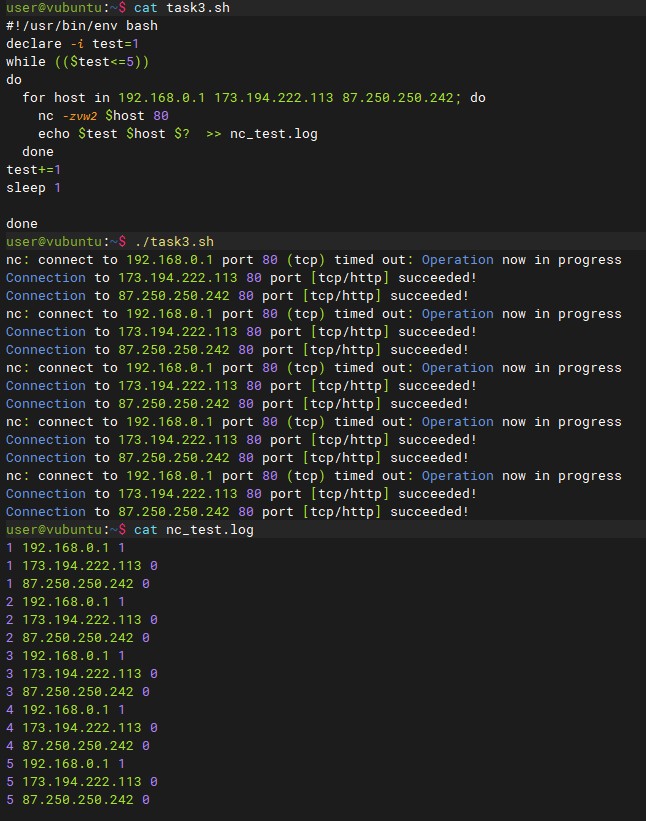 user@vubuntu:~$ cat task3.sh
#!/usr/bin/env bash
declare -i test=1
while (($test<=5))
do
  for host in 192.168.0.1 173.194.222.113 87.250.250.242; do
    nc -zvw2 $host 80
    echo $test $host $?  >> nc_test.log
  done
test+=1
sleep 1

done
user@vubuntu:~$ ./task3.sh
nc: connect to 192.168.0.1 port 80 (tcp) timed out: Operation now in progress
Connection to 173.194.222.113 80 port [tcp/http] succeeded!
Connection to 87.250.250.242 80 port [tcp/http] succeeded!
nc: connect to 192.168.0.1 port 80 (tcp) timed out: Operation now in progress
Connection to 173.194.222.113 80 port [tcp/http] succeeded!
Connection to 87.250.250.242 80 port [tcp/http] succeeded!
nc: connect to 192.168.0.1 port 80 (tcp) timed out: Operation now in progress
Connection to 173.194.222.113 80 port [tcp/http] succeeded!
Connection to 87.250.250.242 80 port [tcp/http] succeeded!
nc: connect to 192.168.0.1 port 80 (tcp) timed out: Operation now in progress
Connection to 173.194.222.113 80 port [tcp/http] succeeded!
Connection to 87.250.250.242 80 port [tcp/http] succeeded!
nc: connect to 192.168.0.1 port 80 (tcp) timed out: Operation now in progress
Connection to 173.194.222.113 80 port [tcp/http] succeeded!
Connection to 87.250.250.242 80 port [tcp/http] succeeded!
user@vubuntu:~$ cat nc_test.log
1 192.168.0.1 1
1 173.194.222.113 0
1 87.250.250.242 0
2 192.168.0.1 1
2 173.194.222.113 0
2 87.250.250.242 0
3 192.168.0.1 1
3 173.194.222.113 0
3 87.250.250.242 0
4 192.168.0.1 1
4 173.194.222.113 0
4 87.250.250.242 0
5 192.168.0.1 1
5 173.194.222.113 0
5 87.250.250.242 0